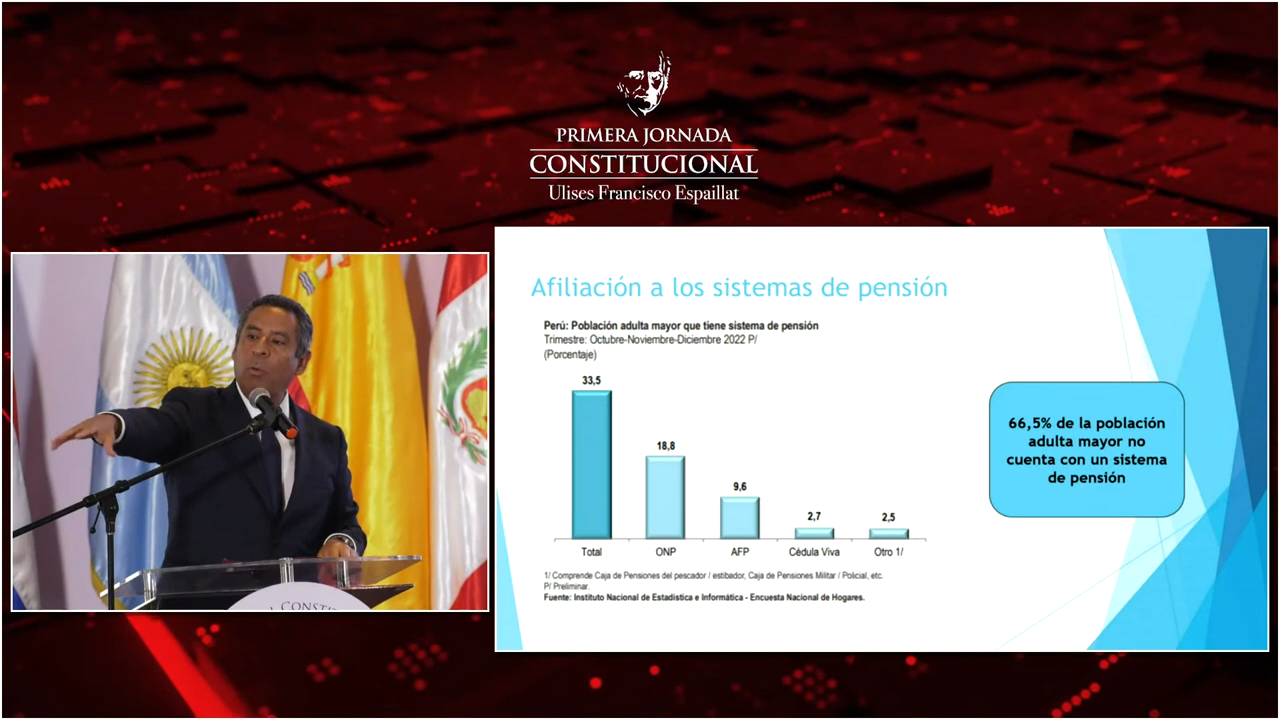 PRIMERA JORNADA
CONSTITUCIONAL
Ulises Francisco Espaillat
Afiliación a los sistemas de pensión
Perú: Población adulta mayor que tiene sistema de pensión
Trimestre: Octubre-Noviembre-Diciembre 2022 P/
(Porcentaje)
33,5
18,8
9,6
2,7
2,5
Total
ONP
AFP
Cédula Viva
Otro 1/
66,5% de la población
adulta mayor no
cuenta con un sistema
de pensión
1/ Comprende Caja de Pensiones del pescador / estibador, Caja de Pensiones Militar / Policial, etc.
P/ Preliminar.
Fuente: Instituto Nacional de Estadística e Informática - Encuesta Nacional de Hogares.